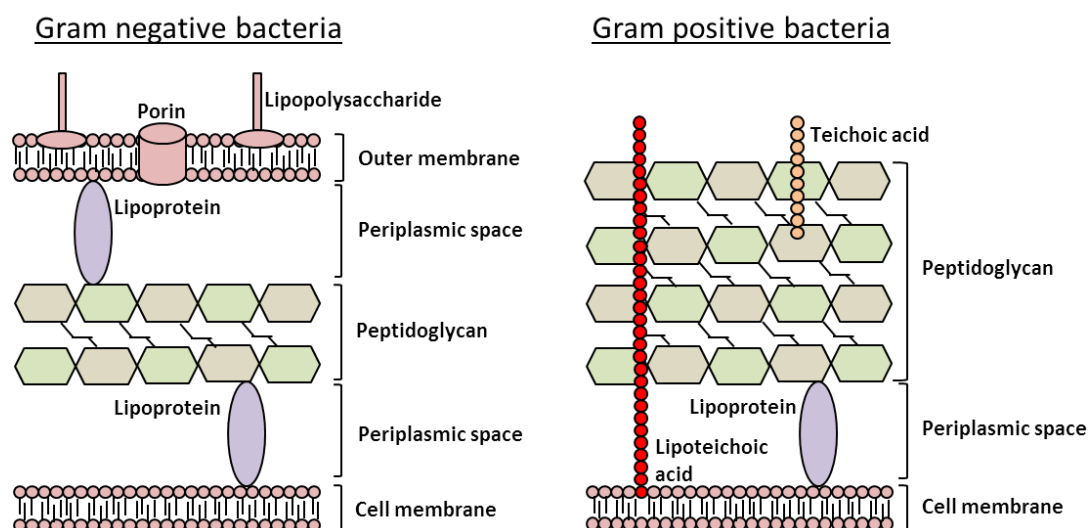 Gram negative bacteria
Lipopolysaccharide
Porin
Outer membrane
Lipoprotein
Periplasmic space
Peptidoglycan
Lipoprotein
Periplasmic space
Cell membrane
Gram positive bacteria
Teichoic acid
Peptidoglycan
Lipoprotein
Periplasmic space
Lipoteichoic
acid
Cell membrane